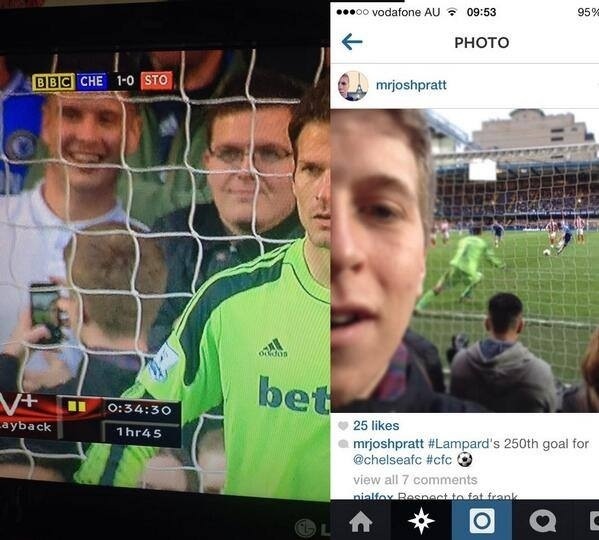 BBC CHE 1-0 STO
adidas
bet
V+
0:34:30
ayback
1hr45
L
vodafone AU 09:53 95%
PHOTO
mrjoshpratt
25 likes
mrjoshpratt #Lampard's 250th goal for
@chelseafc #cfc ⚽
view all 7 comments
nialfox Respect to fat frank